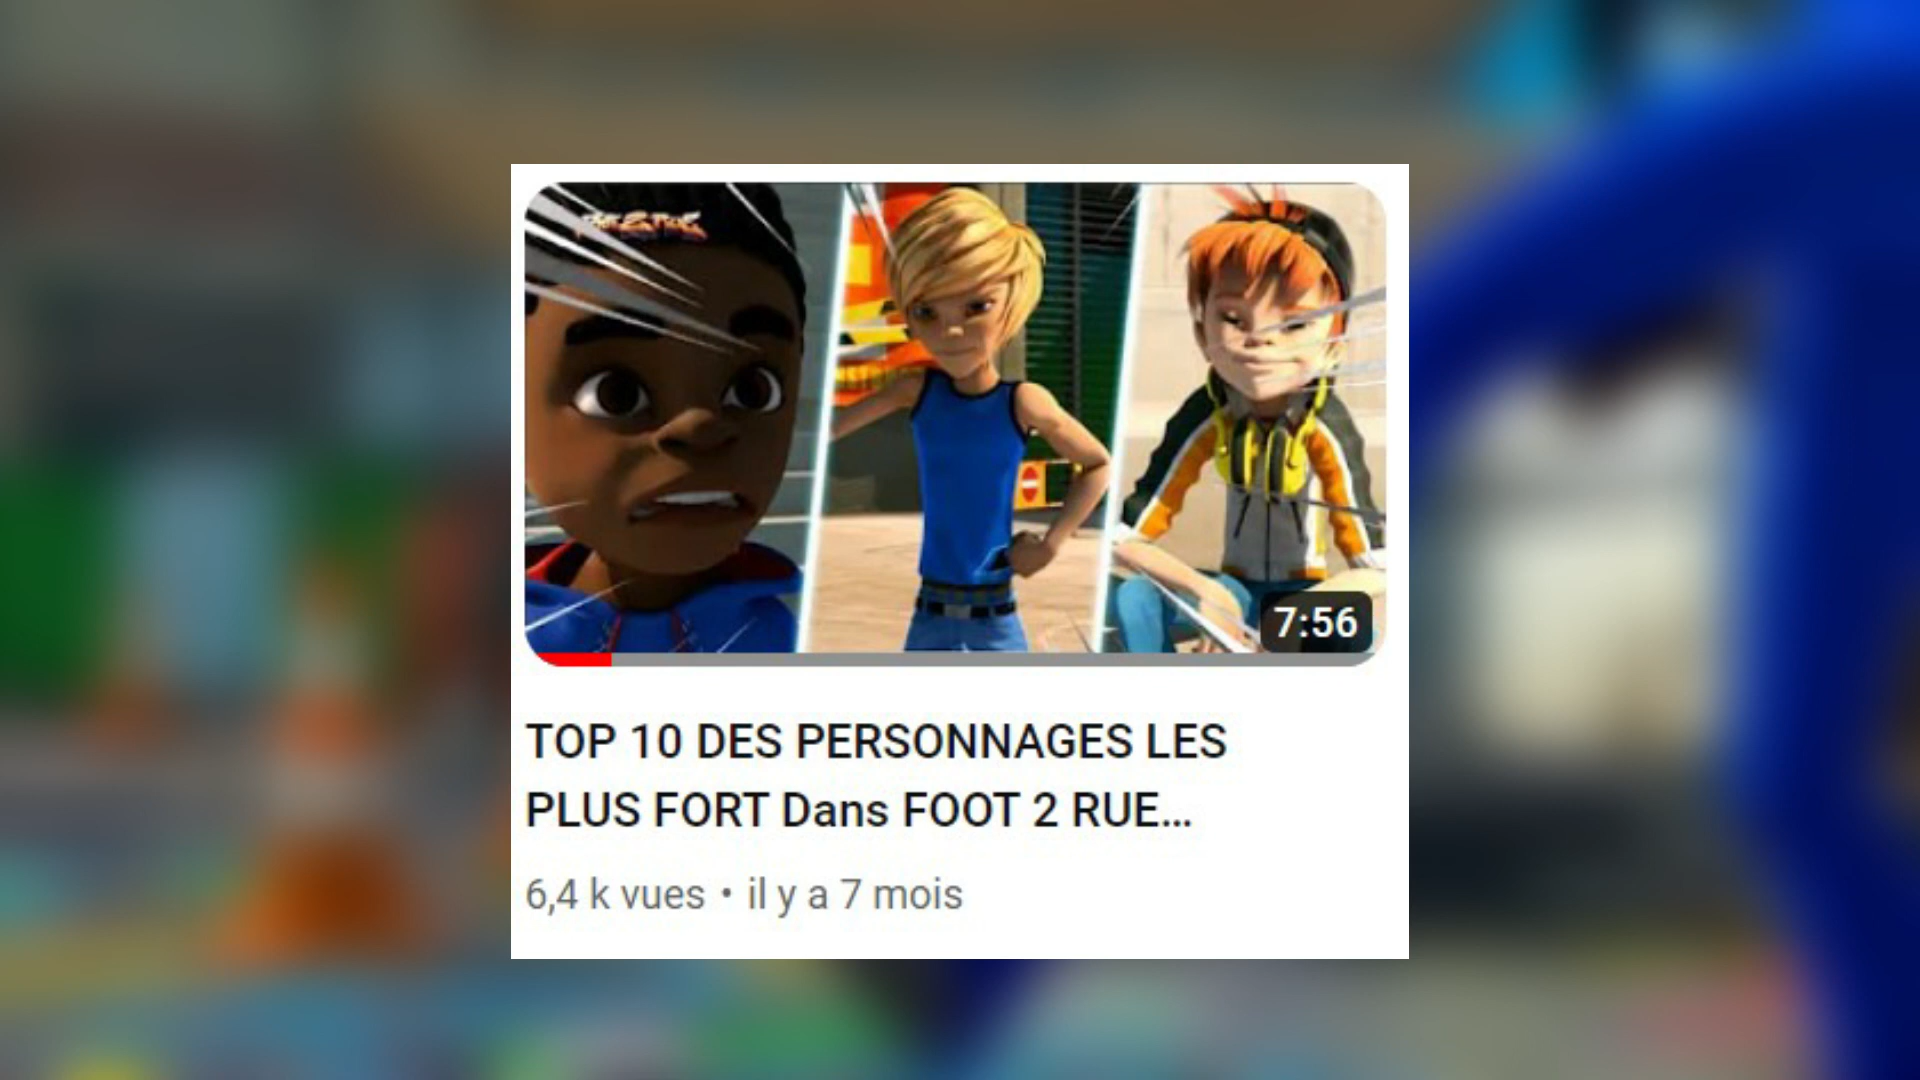 7:56
TOP 10 DES PERSONNAGES LES
PLUS FORT Dans FOOT 2 RUE...
6,4 k vues • il y a 7 mois